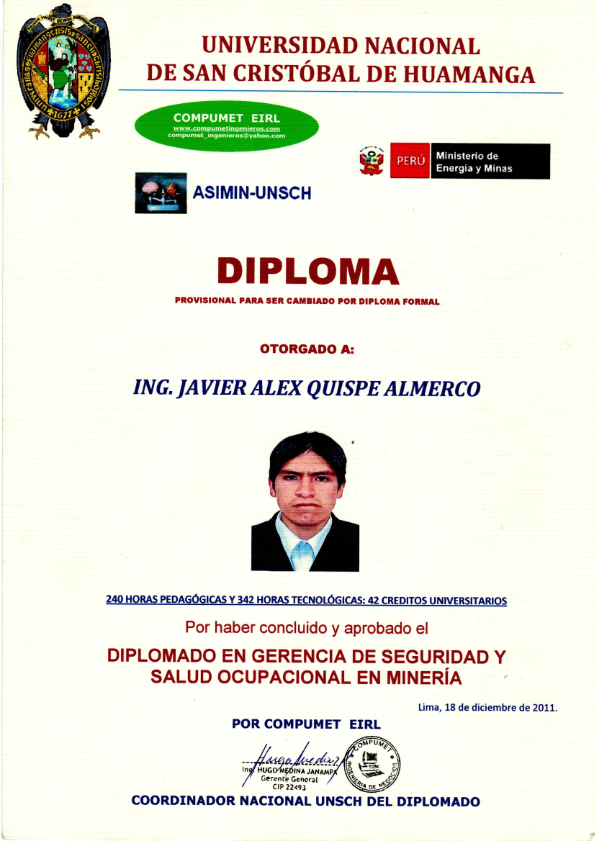 UNIVERSIDAD NACIONAL
DE SAN CRISTÓBAL DE HUAMANGA
1677
COMPUMET EIRL
www.compumetingenieros.com
compumet_ingenieros@yahoo.com
PERÚ
Ministerio de
Energía y Minas
ASIMIN-UNSCH
DIPLOMA
PROVISIONAL PARA SER CAMBIADO POR DIPLOMA FORMAL
OTORGADO A:
ING. JAVIER ALEX QUISPE ALMERCO
240 HORAS PEDAGÓGICAS Y 342 HORAS TECNOLÓGICAS: 42 CREDITOS UNIVERSITARIOS
Por haber concluido y aprobado el
DIPLOMADO EN GERENCIA DE SEGURIDAD Y
SALUD OCUPACIONAL EN MINERÍA
Lima, 18 de diciembre de 2011.
POR COMPUMET EIRL
Ing. HUGO MEDINA JANAMPA
Gerente General
CIP 22493
COMPUMET
INGENIERIA DE NEGOCIOS
COORDINADOR NACIONAL UNSCH DEL DIPLOMADO